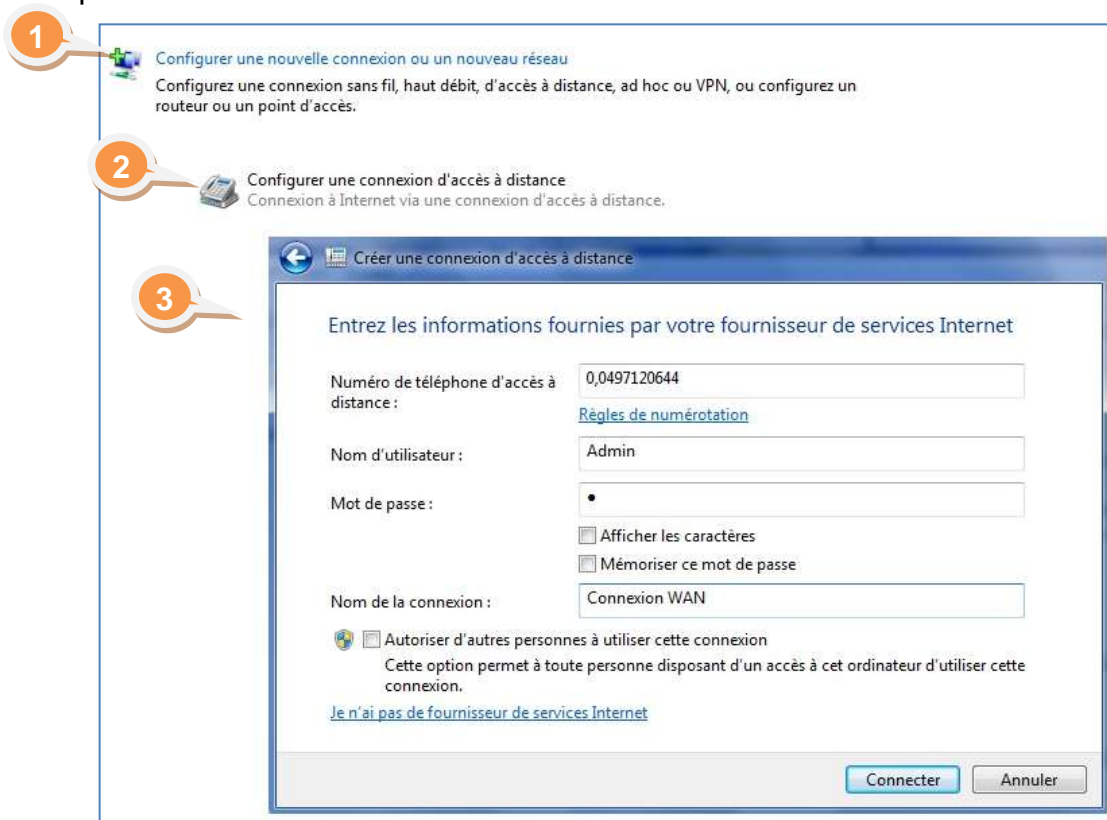 1
Configurer une nouvelle connexion ou un nouveau réseau
Configurez une connexion sans fil, haut débit, d'accès à distance, ad hoc ou VPN, ou configurez un
routeur ou un point d'accès.
2
Configurer une connexion d'accès à distance
Connexion à Internet via une connexion d'accès à distance.
Créer une connexion d'accès à distance
3
Entrez les informations fournies par votre fournisseur de services Internet
Numéro de téléphone d'accès à
distance :
0,0497120644
Règles de numérotation
Nom d'utilisateur :
Admin
Mot de passe :
•
Afficher les caractères
Mémoriser ce mot de passe
Nom de la connexion :
Connexion WAN
Autoriser d'autres personnes à utiliser cette connexion
Cette option permet à toute personne disposant d'un accès à cet ordinateur d'utiliser cette
connexion.
Je n'ai pas de fournisseur de services Internet
Connecter
Annuler